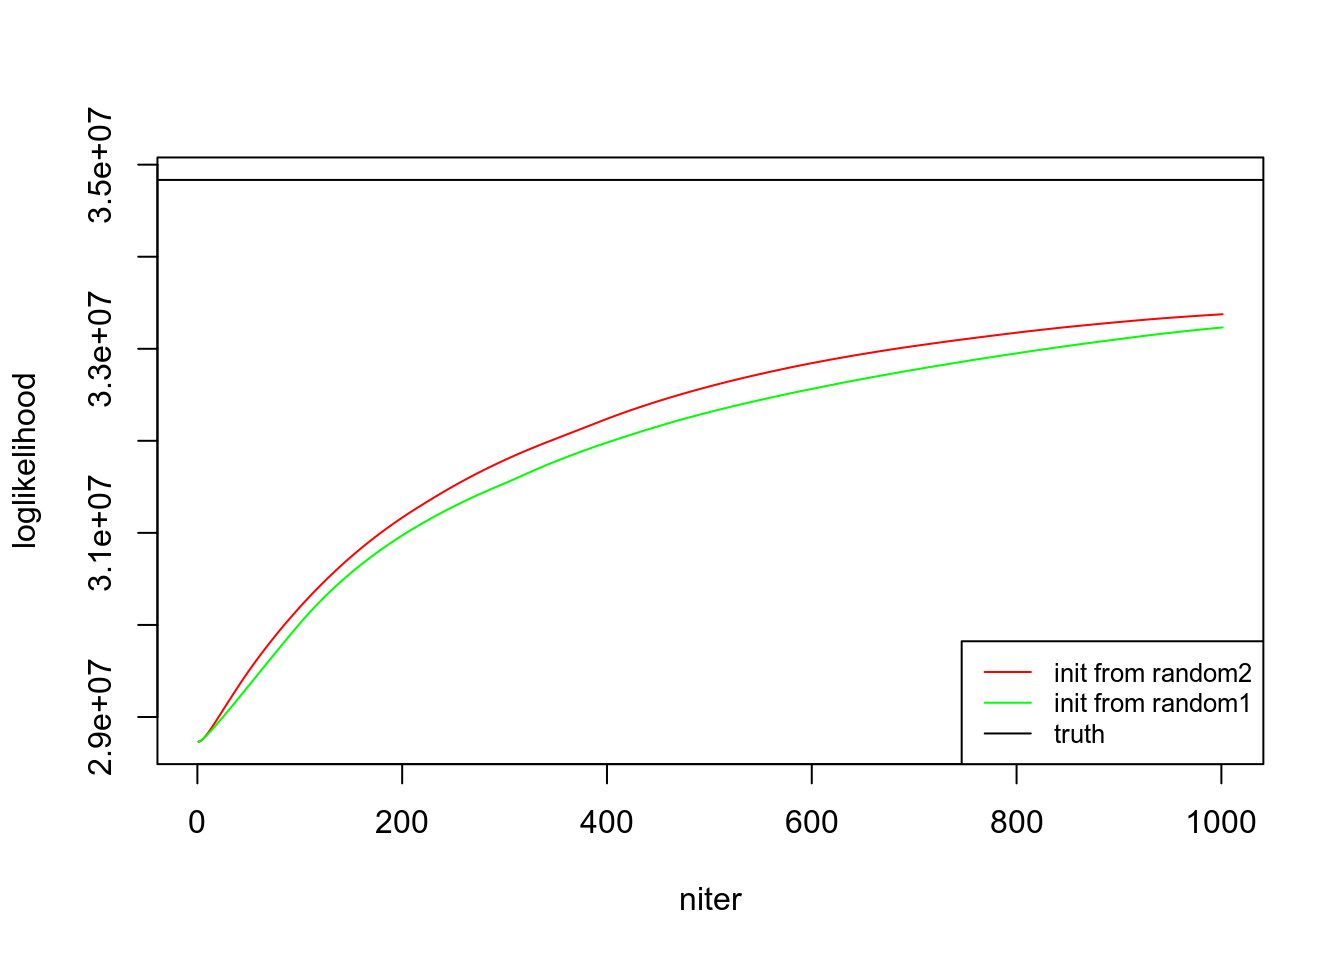 loglikelihood
3.5e+07
3.3e+07
3.1e+07
2.9e+07
init from random2
init from random1
truth
0 200 400 600 800 1000
niter